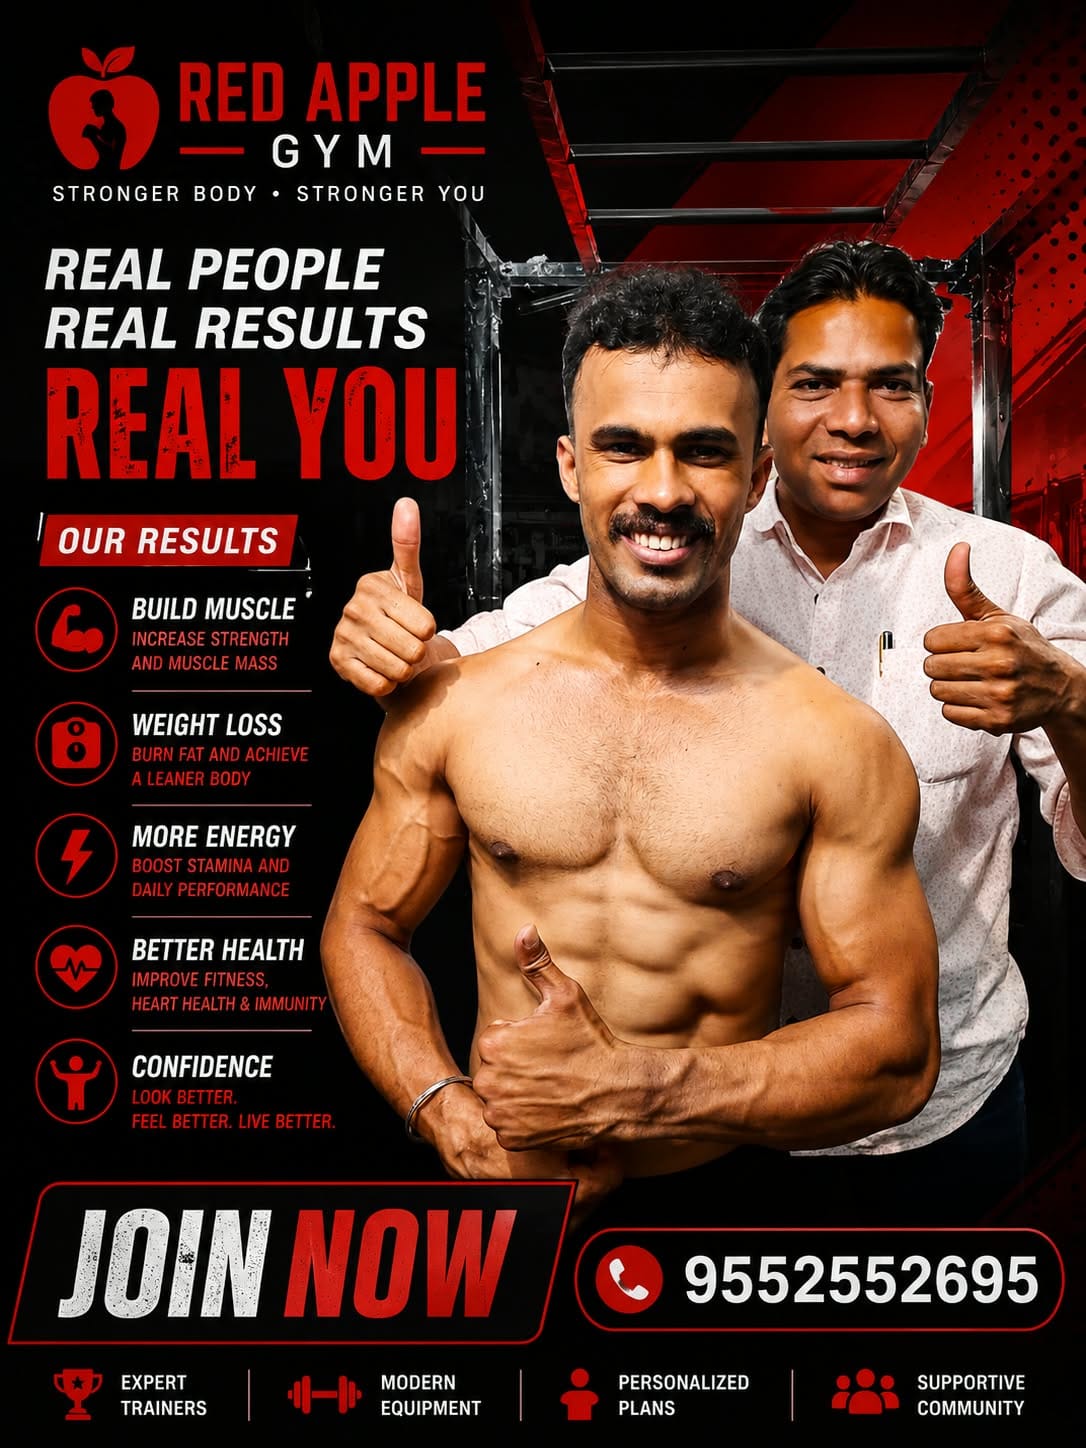 RED APPLE
GYM
STRONGER BODY • STRONGER YOU
REAL PEOPLE
REAL RESULTS
REAL YOU
OUR RESULTS
BUILD MUSCLE
INCREASE STRENGTH
AND MUSCLE MASS
WEIGHT LOSS
BURN FAT AND ACHIEVE
A LEANER BODY
MORE ENERGY
BOOST STAMINA AND
DAILY PERFORMANCE
BETTER HEALTH
IMPROVE FITNESS,
HEART HEALTH & IMMUNITY
CONFIDENCE
LOOK BETTER.
FEEL BETTER. LIVE BETTER.
JOIN NOW
9552552695
EXPERT
TRAINERS
MODERN
EQUIPMENT
PERSONALIZED
PLANS
SUPPORTIVE
COMMUNITY